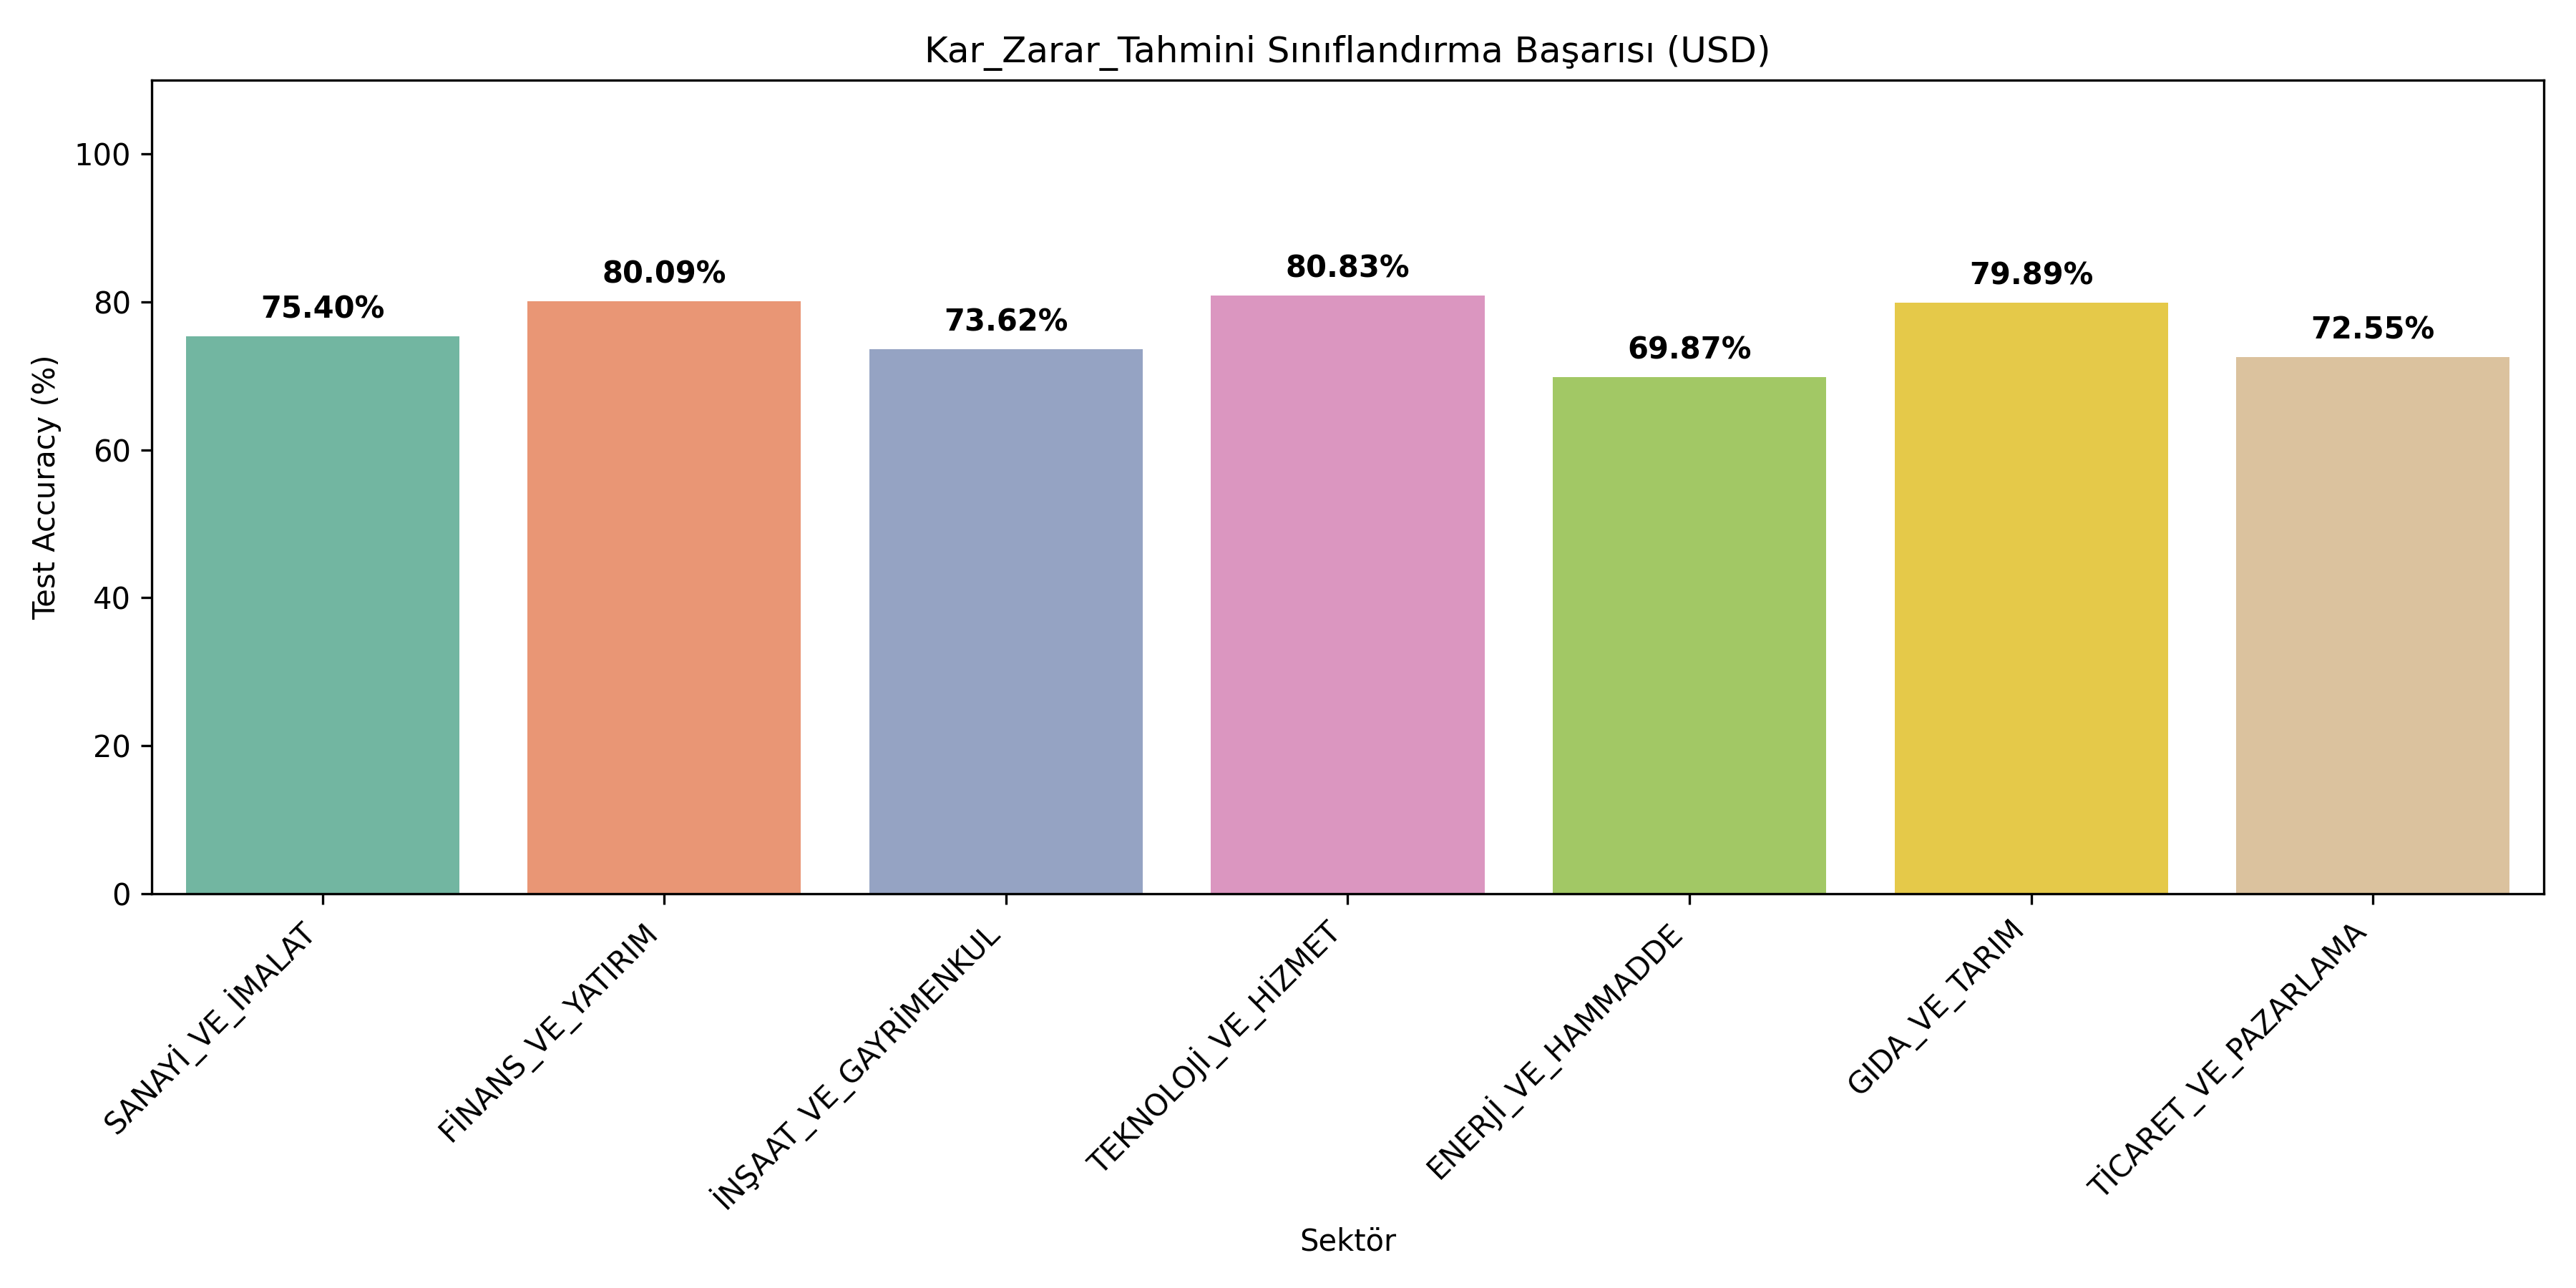 Kar_Zarar_Tahmini Sınıflandırma Başarısı (USD)
Test Accuracy (%)
100
80
60
40
20
0
75.40%
80.09%
73.62%
80.83%
69.87%
79.89%
72.55%
SANAYİ_VE_İMALAT
FİNANS_VE_YATIRIM
İNŞAAT_VE_GAYRİMENKUL
TEKNOLOJİ_VE_HİZMET
ENERJİ_VE_HAMMADDE
GIDA_VE_TARIM
TİCARET_VE_PAZARLAMA
Sektör